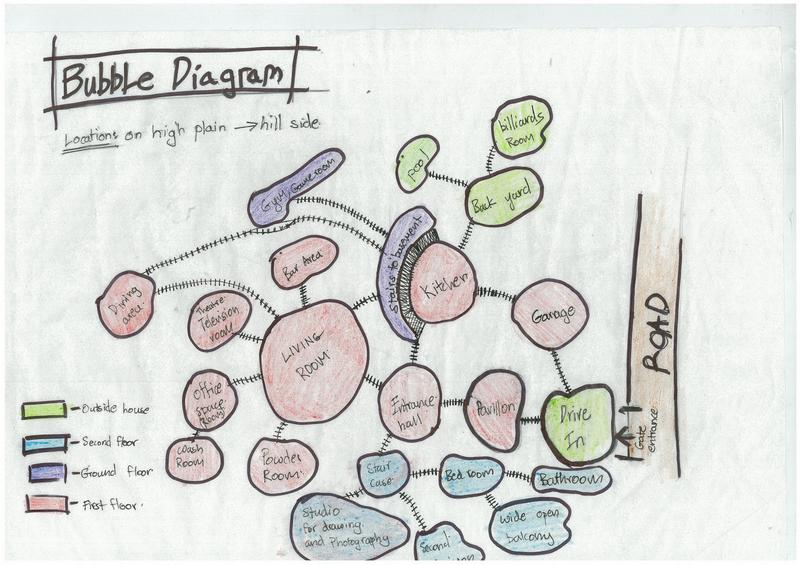 Bubble Diagram
Location: on high plain → hill side
billiards
Room
pool
Back yard
Gym
Game room
Stairs to basement
Kitchen
Bar Area
Dining
area.
Theatre.
Television
room
LIVING
ROOM
Garage
ROAD
Office
Space.
Room.
Entrance
hall
Pavilion
Drive
In
Gate
entrance
Outside house
Second floor
Ground floor
First floor.
Wash
Room
Powder
Room.
Stair
case
Bed room
Bathroom
Studio
for drawing
and Photography
Second
wide open
balcony